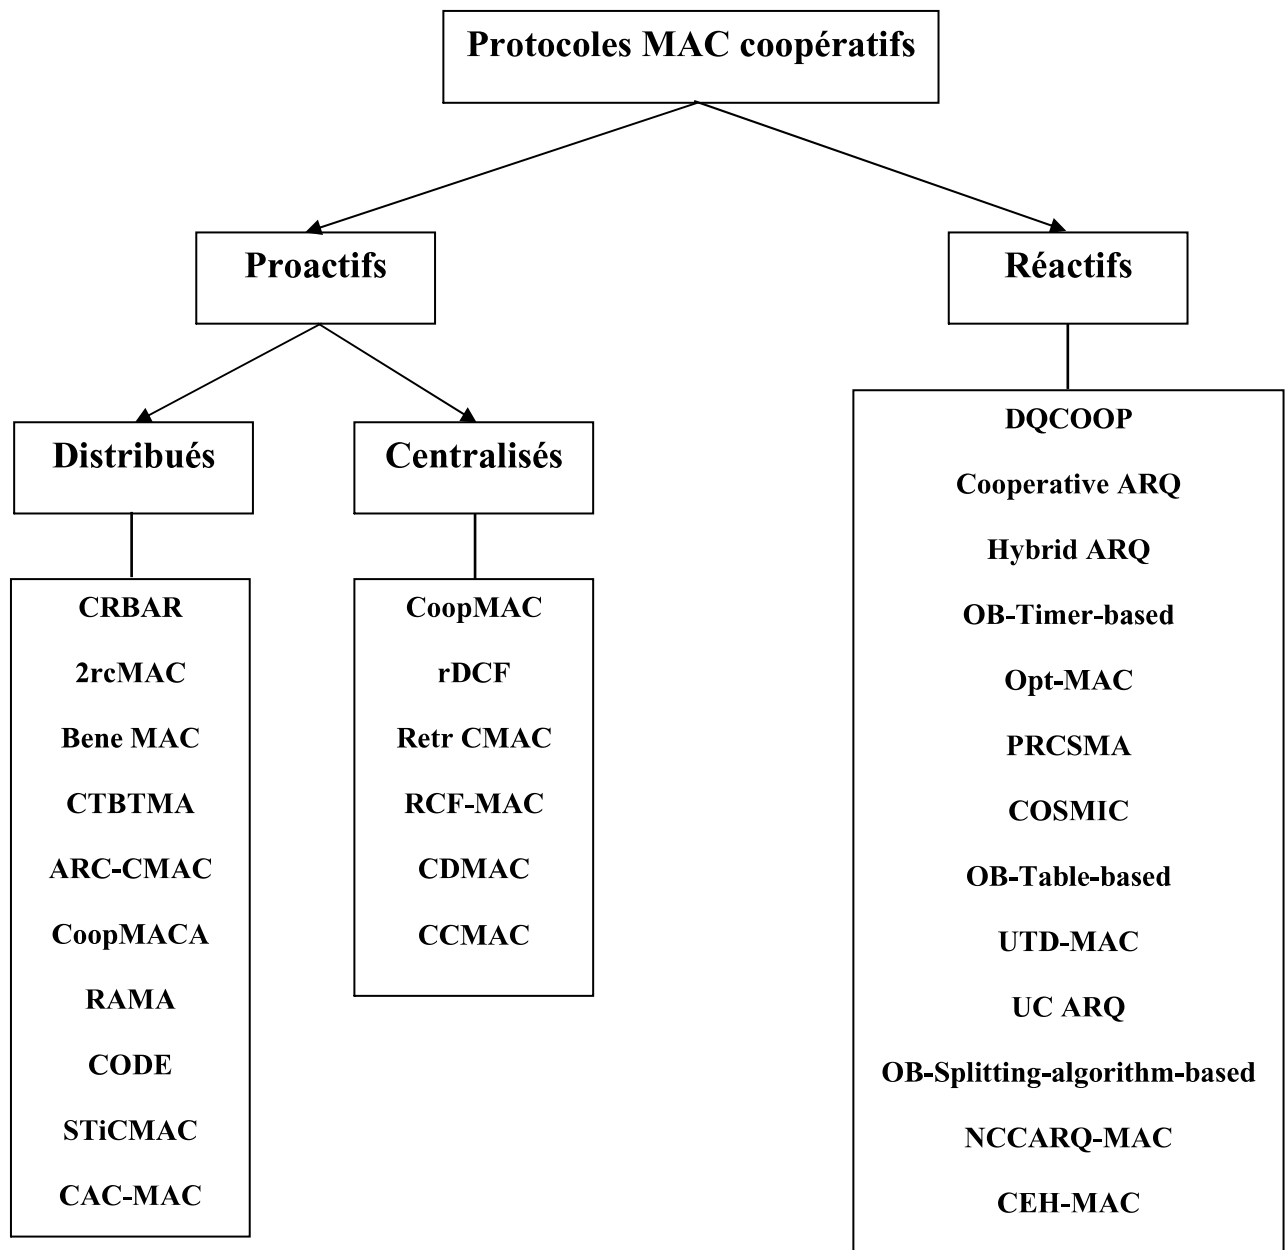 Protocoles MAC coopératifs
Proactifs
Réactifs
Distribués
Centralisés
CRBAR
2rcMAC
Bene MAC
CTBTMA
ARC-CMAC
CoopMACA
RAMA
CODE
STiCMAC
CAC-MAC
CoopMAC
rDCF
Retr CMAC
RCF-MAC
CDMAC
CCMAC
DQCOOP
Cooperative ARQ
Hybrid ARQ
OB-Timer-based
Opt-MAC
PRCSMA
COSMIC
OB-Table-based
UTD-MAC
UC ARQ
OB-Splitting-algorithm-based
NCCARQ-MAC
CEH-MAC